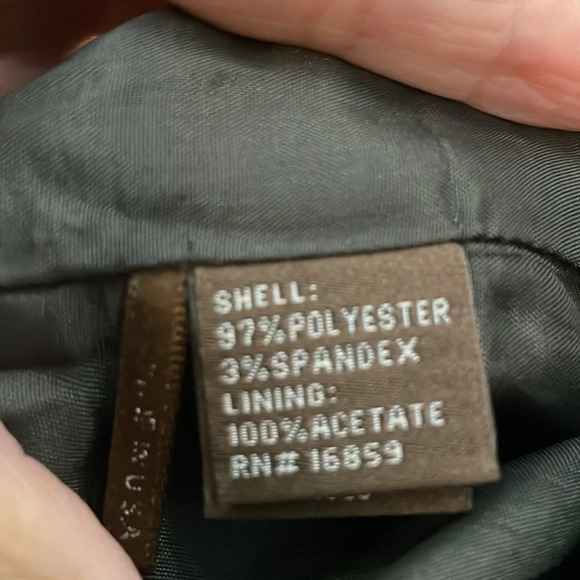 SHELL:
97%POLYESTER
3%SPANDEX
LINING:
100%ACETATE
RN# 16859
U.S.A.